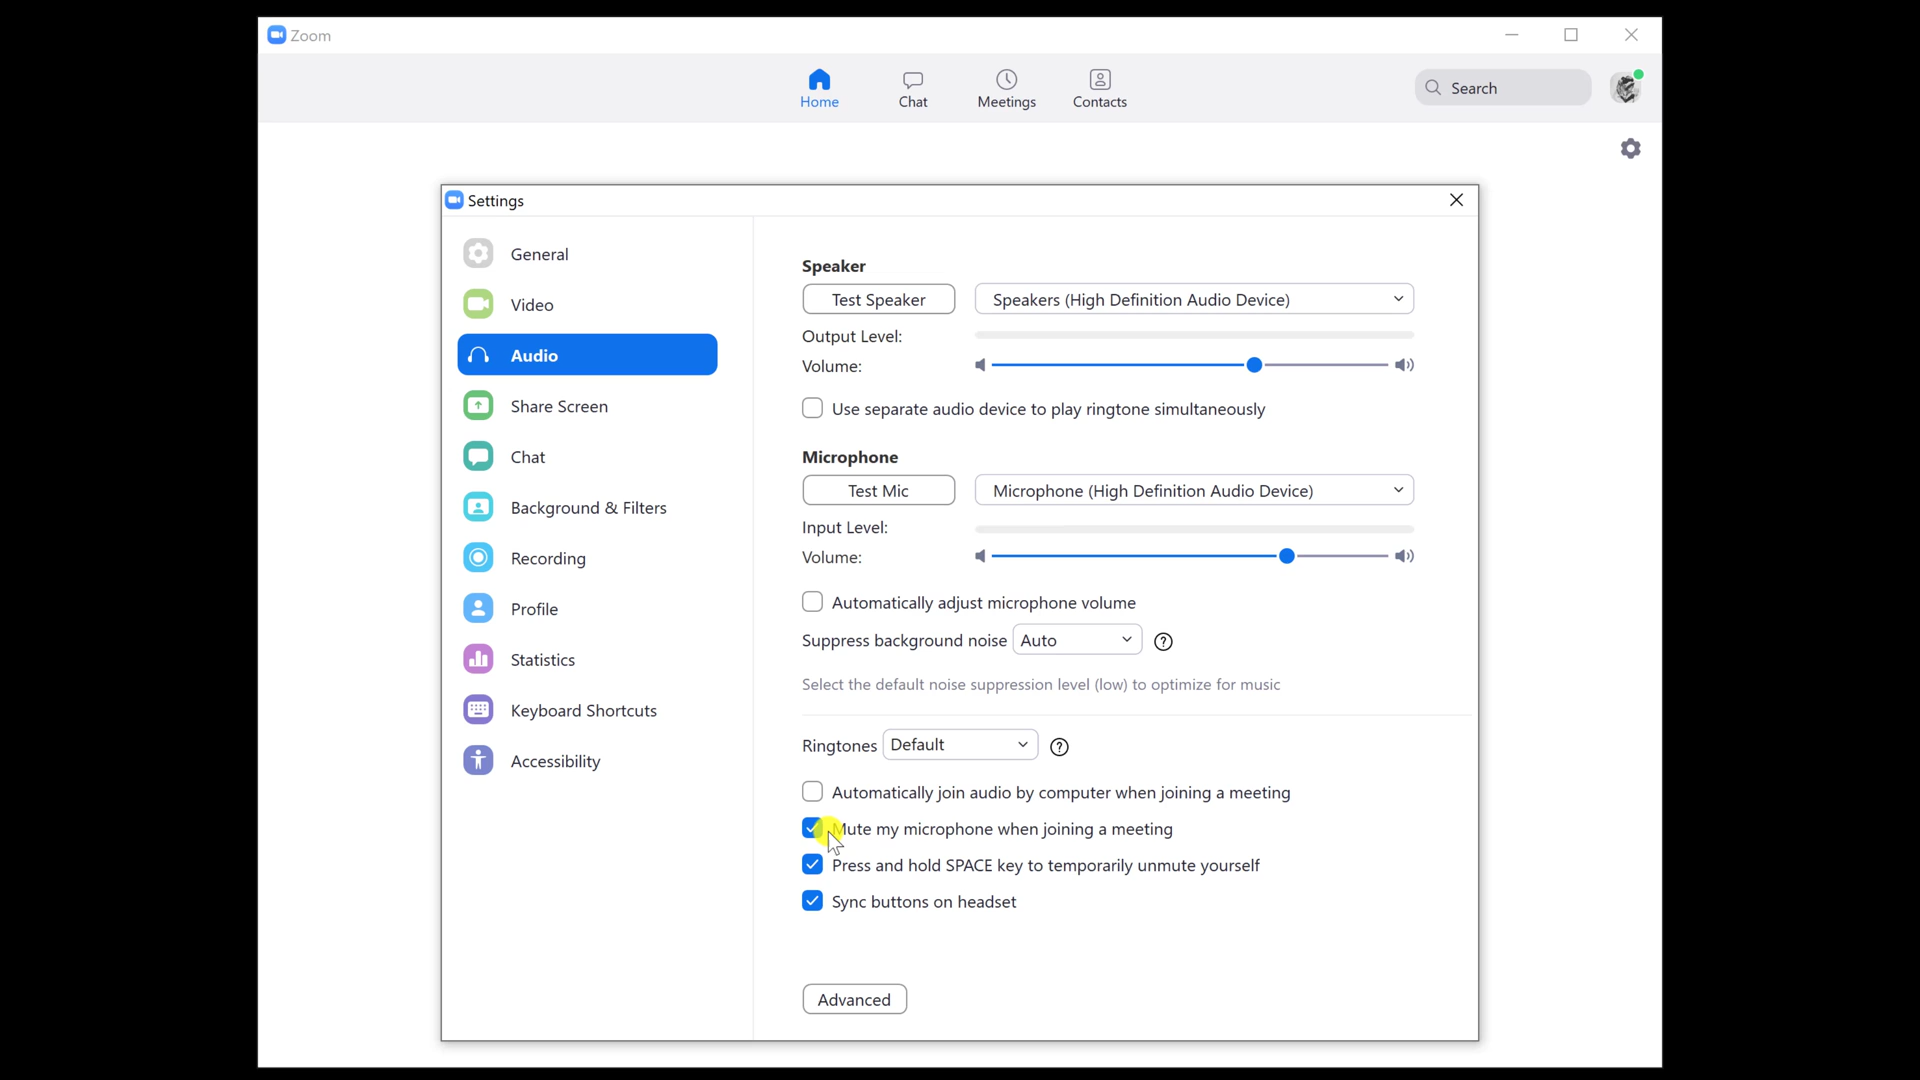 Zoom
Home
Chat
Meetings
Contacts
Search
Settings
General
Video
Audio
Share Screen
Chat
Background & Filters
Recording
Profile
Statistics
Keyboard Shortcuts
Accessibility
Speaker
Test Speaker
Speakers (High Definition Audio Device)
Output Level:
Volume:
Use separate audio device to play ringtone simultaneously
Microphone
Test Mic
Microphone (High Definition Audio Device)
Input Level:
Volume:
Automatically adjust microphone volume
Suppress background noise Auto
Select the default noise suppression level (low) to optimize for music
Ringtones Default
Automatically join audio by computer when joining a meeting
Mute my microphone when joining a meeting
Press and hold SPACE key to temporarily unmute yourself
Sync buttons on headset
Advanced